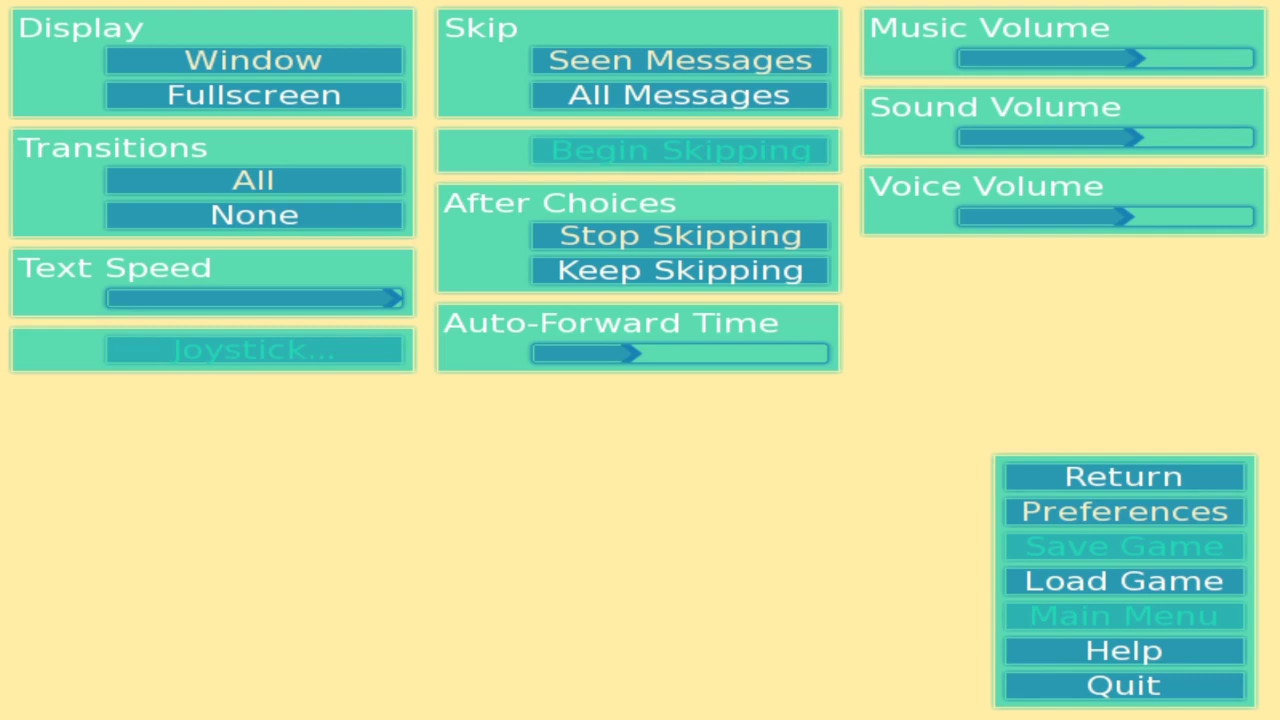 Display
Window
Fullscreen
Transitions
All
None
Text Speed
Joystick...
Skip
Seen Messages
All Messages
Begin Skipping
After Choices
Stop Skipping
Keep Skipping
Auto-Forward Time
Music Volume
Sound Volume
Voice Volume
Return
Preferences
Save Game
Load Game
Main Menu
Help
Quit